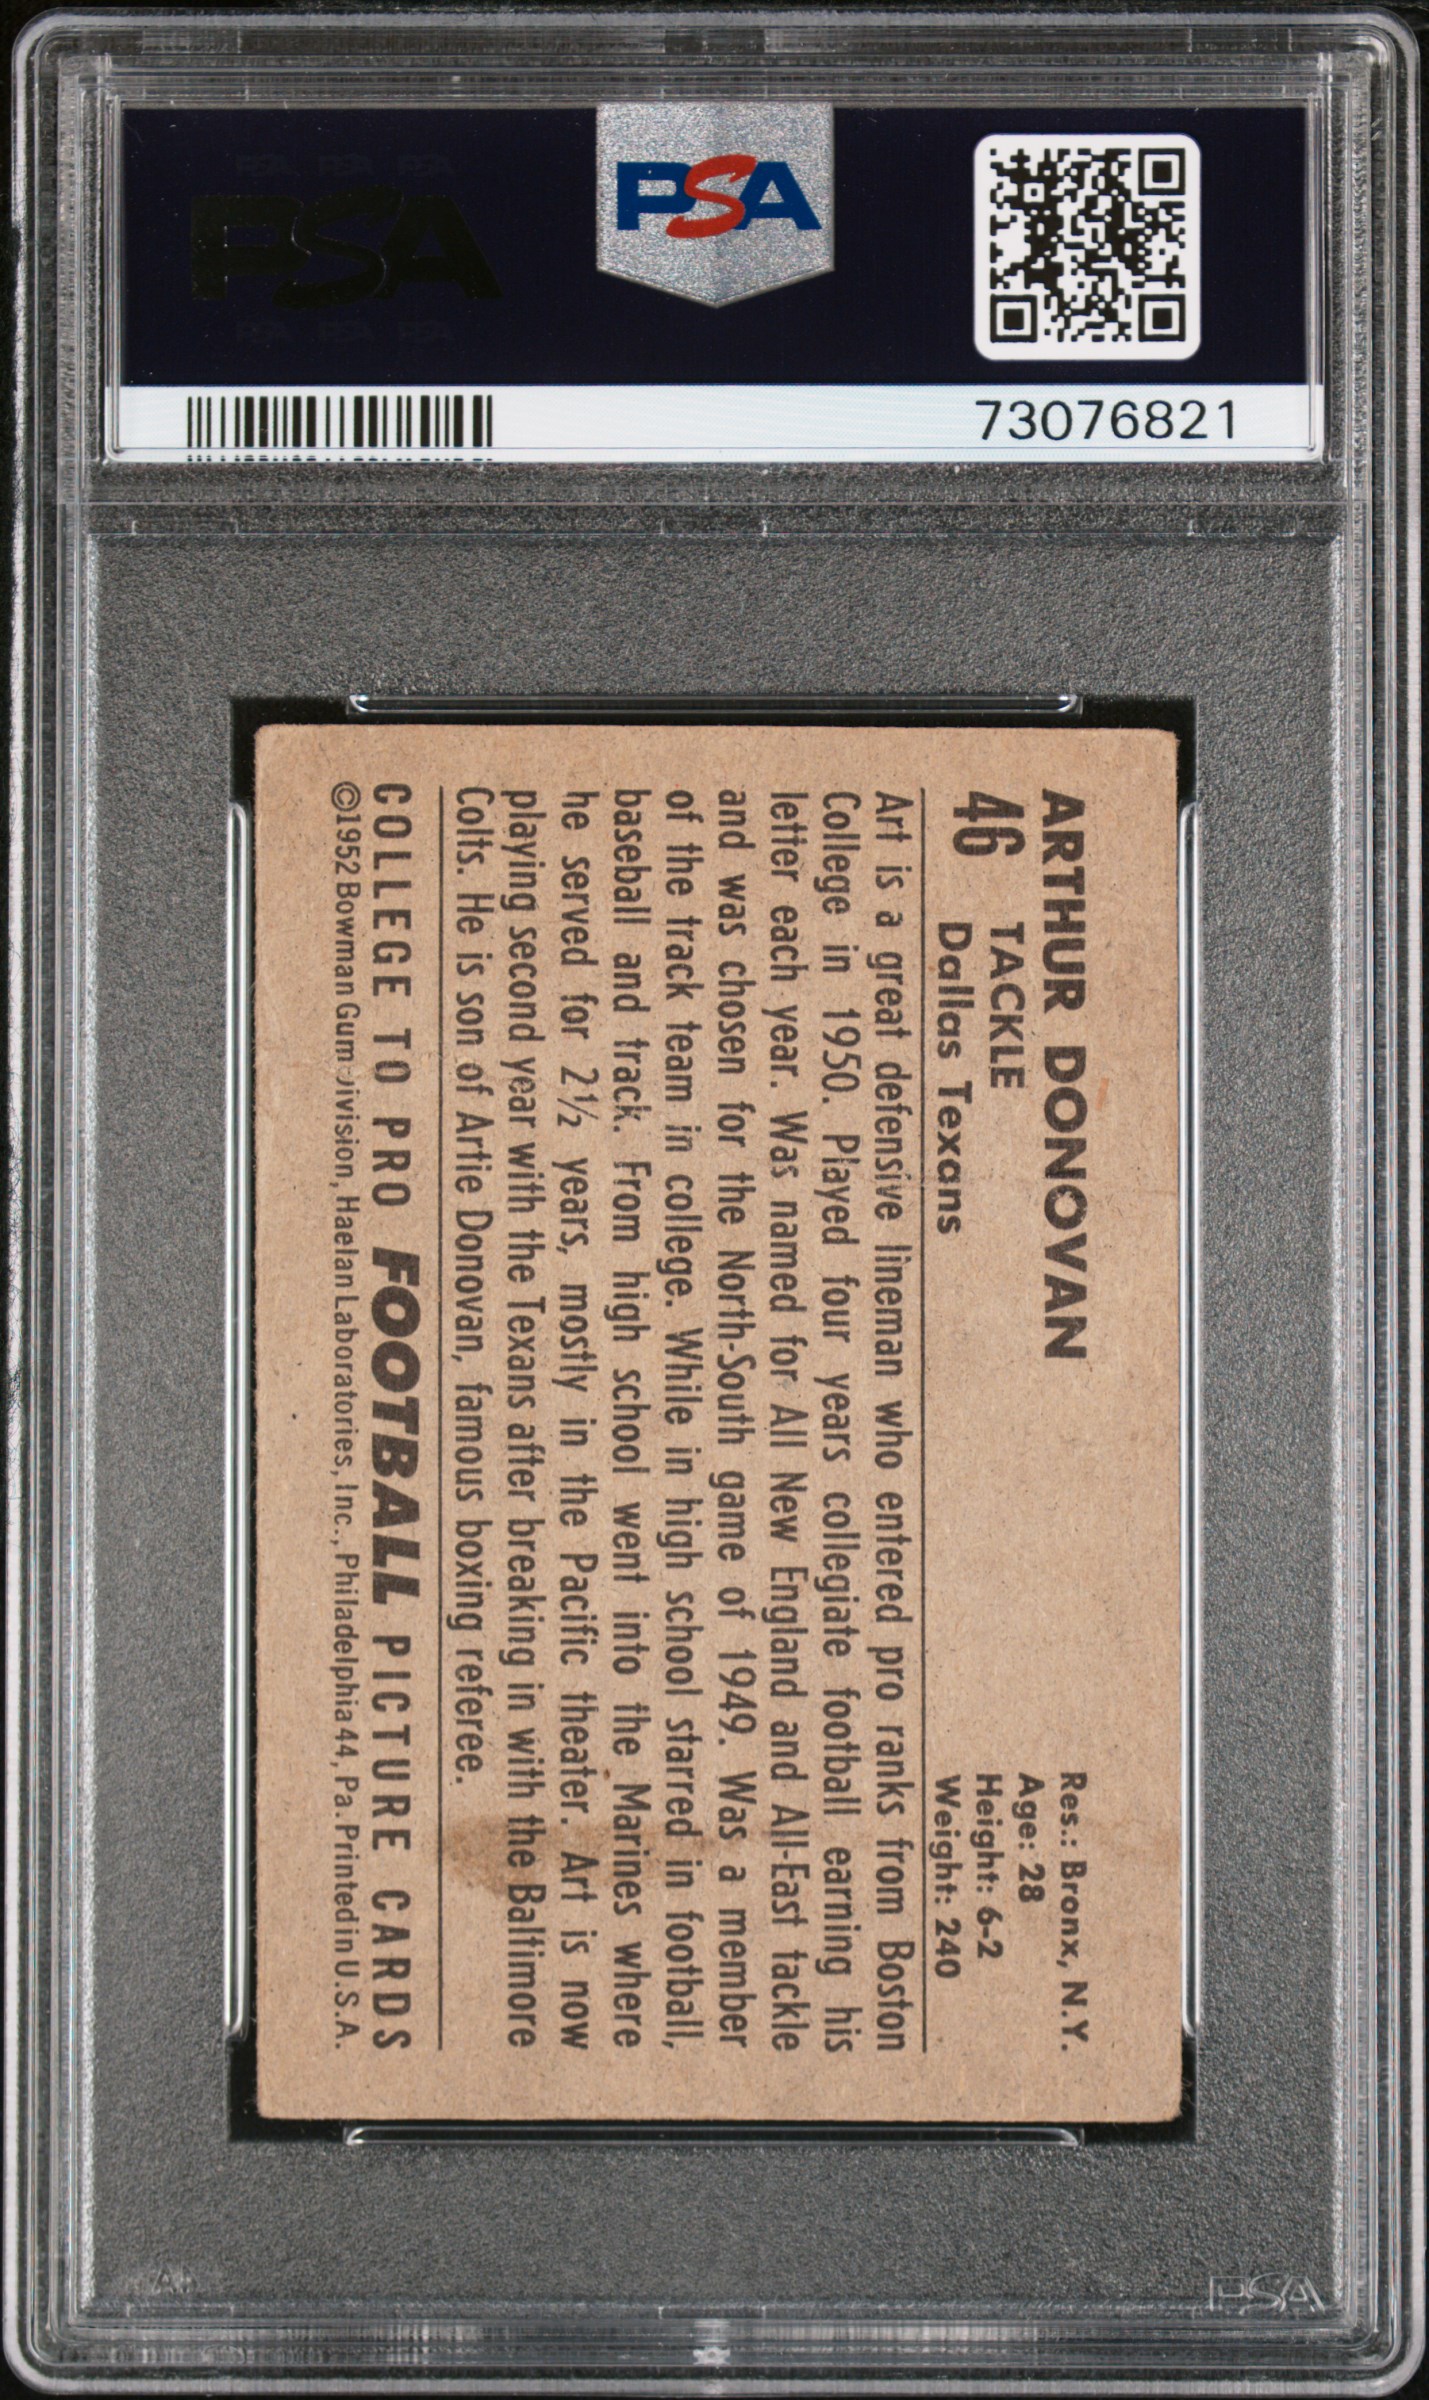 PSA
PSA
73076821
ARTHUR DONOVAN
46 TACKLE
Dallas Texans
Res.: Bronx, N.Y.
Age: 28
Height: 6-2
Weight: 240
Art is a great defensive lineman who entered pro ranks from Boston
College in 1950. Played four years collegiate football earning his
letter each year. Was named for All New England and All-East tackle
and was chosen for the North-South game of 1949. Was a member
of the track team in college. While in high school starred in football,
baseball and track. From high school went into the Marines where
he served for 2½ years, mostly in the Pacific theater. Art is now
playing second year with the Texans after breaking in with the Baltimore
Colts. He is son of Artie Donovan, famous boxing referee.
COLLEGE TO PRO FOOTBALL PICTURE CARDS
©1952 Bowman Gum Division, Haelan Laboratories, Inc., Philadelphia 44, Pa. Printed in U.S.A.
PSA